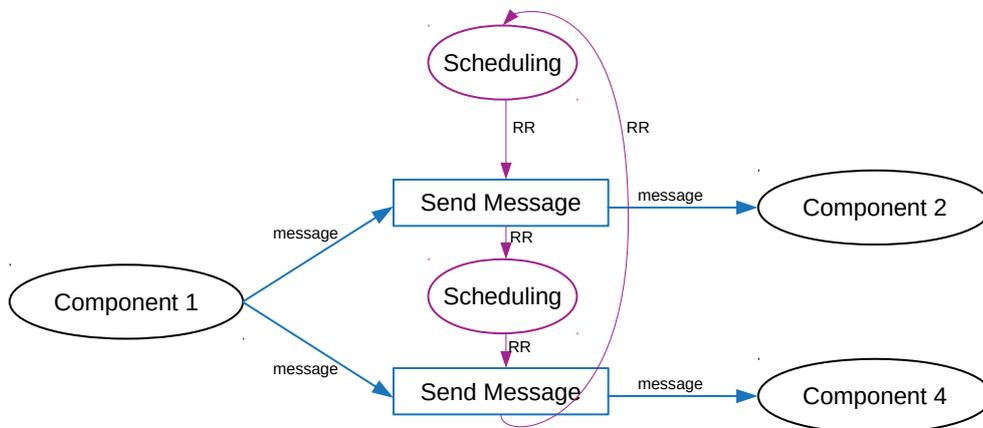 Scheduling
RR
RR
Send Message
message
Component 2
message
RR
Scheduling
Component 1
RR
message
Send Message
message
Component 4